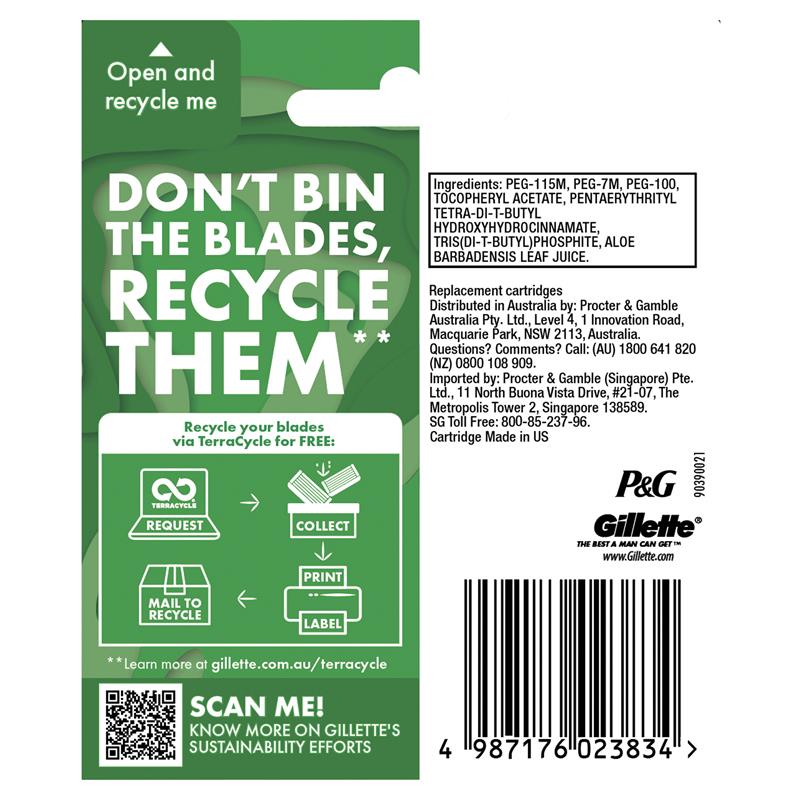 Open and
recycle me
DON'T BIN
THE BLADES,
RECYCLE
THEM**
Recycle your blades
via TerraCycle for FREE:
TERRACYCLE
REQUEST
COLLECT
PRINT
LABEL
MAIL TO
RECYCLE
**Learn more at gillette.com.au/terracycle
SCAN ME!
KNOW MORE ON GILLETTE'S
SUSTAINABILITY EFFORTS
Ingredients: PEG-115M, PEG-7M, PEG-100,
TOCOPHERYL ACETATE, PENTAERYTHRITYL
TETRA-DI-T-BUTYL
HYDROXYHYDROCINNAMATE,
TRIS(DI-T-BUTYL)PHOSPHITE, ALOE
BARBADENSIS LEAF JUICE.
Replacement cartridges
Distributed in Australia by: Procter & Gamble
Australia Pty. Ltd., Level 4, 1 Innovation Road,
Macquarie Park, NSW 2113, Australia.
Questions? Comments? Call: (AU) 1800 641 820
(NZ) 0800 108 909.
Imported by: Procter & Gamble (Singapore) Pte.
Ltd., 11 North Buona Vista Drive, #21-07, The
Metropolis Tower 2, Singapore 138589.
SG Toll Free: 800-85-237-96.
Cartridge Made in US
90390021
P&G
Gillette®
THE BEST A MAN CAN GET™
www.Gillette.com
4 987176 023834 >